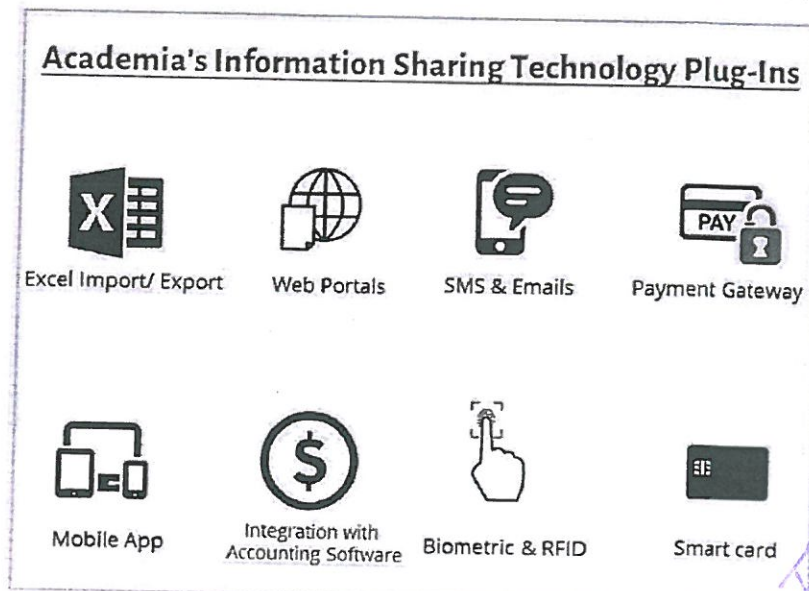 Academia's Information Sharing Technology Plug-Ins
X
PAY
Excel Import/ Export
Web Portals
SMS & Emails
Payment Gateway
$
Mobile App
Integration with
Accounting Software
Biometric & RFID
Smart card